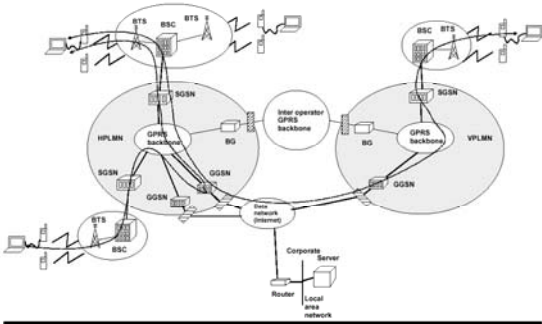 BTS
BSC
BTS
BSC
BTS
SGSN
SGSN
Inter operator
GPRS
backbone
HPLMN
GPRS
backbone
BG
BG
GPRS
backbone
VPLMN
SGSN
GGSN
GGSN
GGSN
BTS
BSC
Data
network
(Internet)
Corporate
Server
Router
Local
area
network